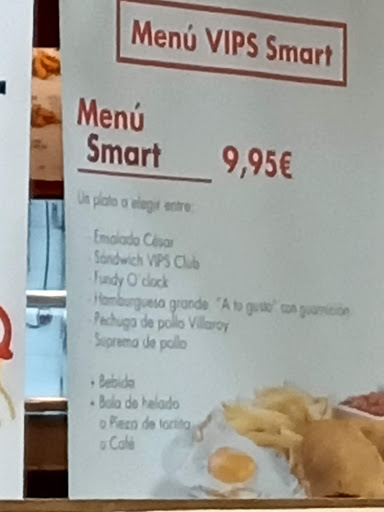 Menú VIPS Smart
Menú
Smart 9,95€
Un plato a elegir entre:
· Ensalada César
· Sándwich VIPS Club
· Fundy O'clock
· Hamburguesa grande "A tu gusto" con guarnición
· Pechuga de pollo Villaroy
· Suprema de pollo
+ Bebida
+ Bola de helado
o Pieza de tortita
o Café